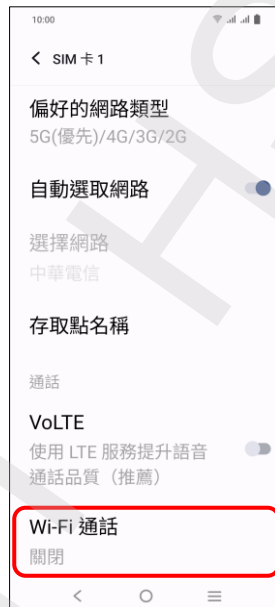 10:00
SIM 卡 1
偏好的網路類型
5G(優先)/4G/3G/2G
自動選取網路
選擇網路
中華電信
存取點名稱
通話
VoLTE
使用 LTE 服務提升語音
通話品質（推薦）
Wi-Fi 通話
關閉